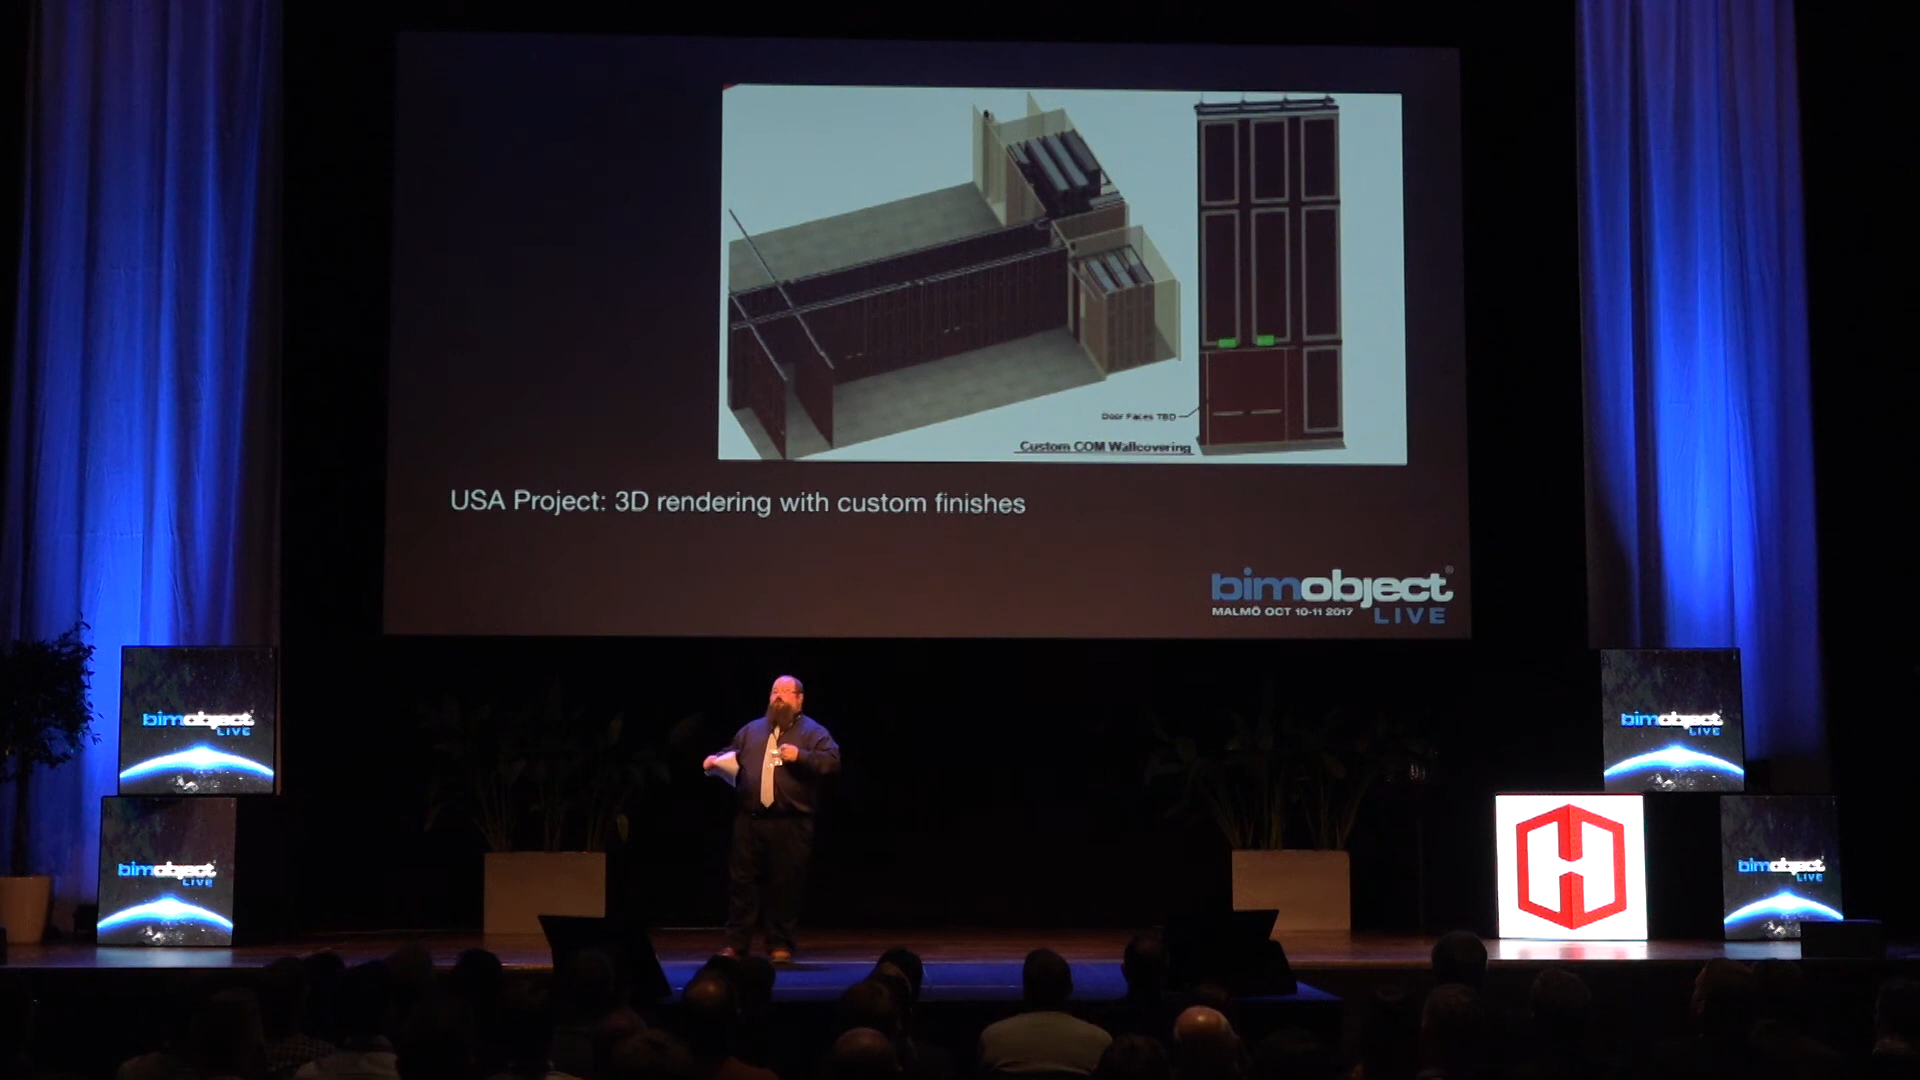 Door Faces TBD
Custom COM Wallcovering
USA Project: 3D rendering with custom finishes
bimobject®
MALMÖ OCT 10-11 2017
LIVE
bimobject
LIVE
bimobject
LIVE
bimobject
LIVE
bimobject
LIVE